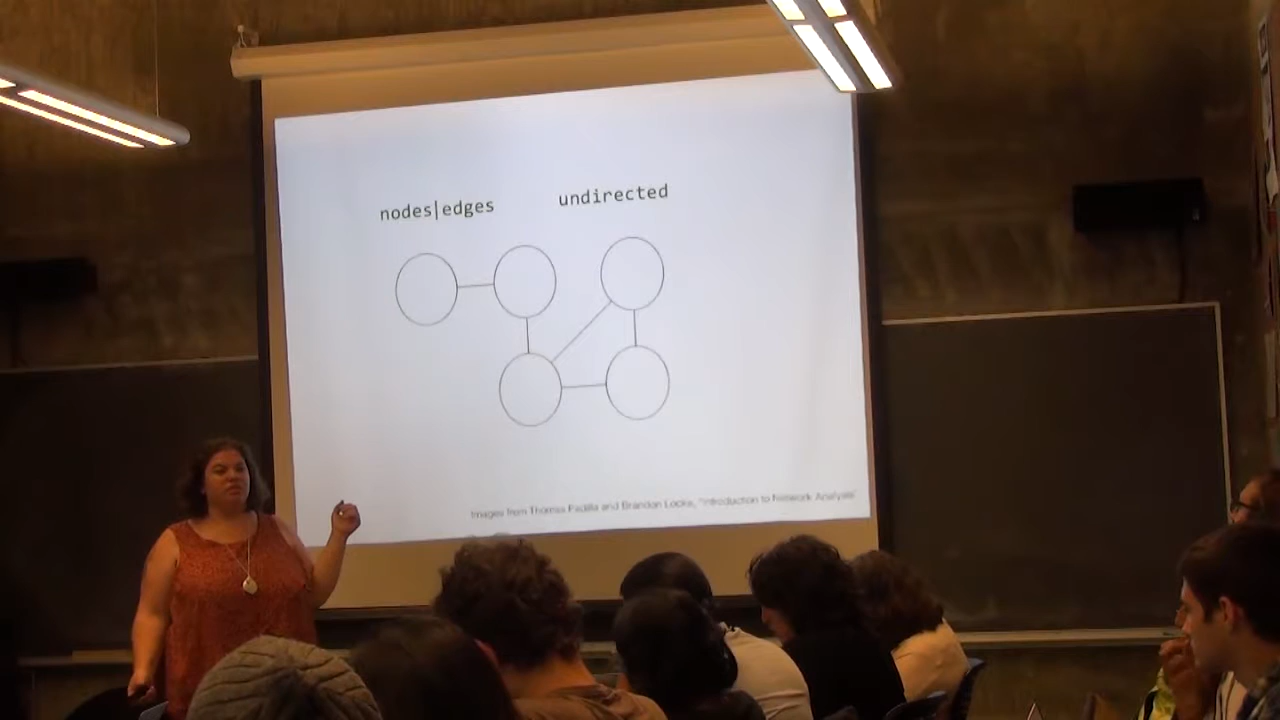 nodes|edges
undirected
Images from Thomas Padilla and Brandon Locke, "Introduction to Network Analysis"